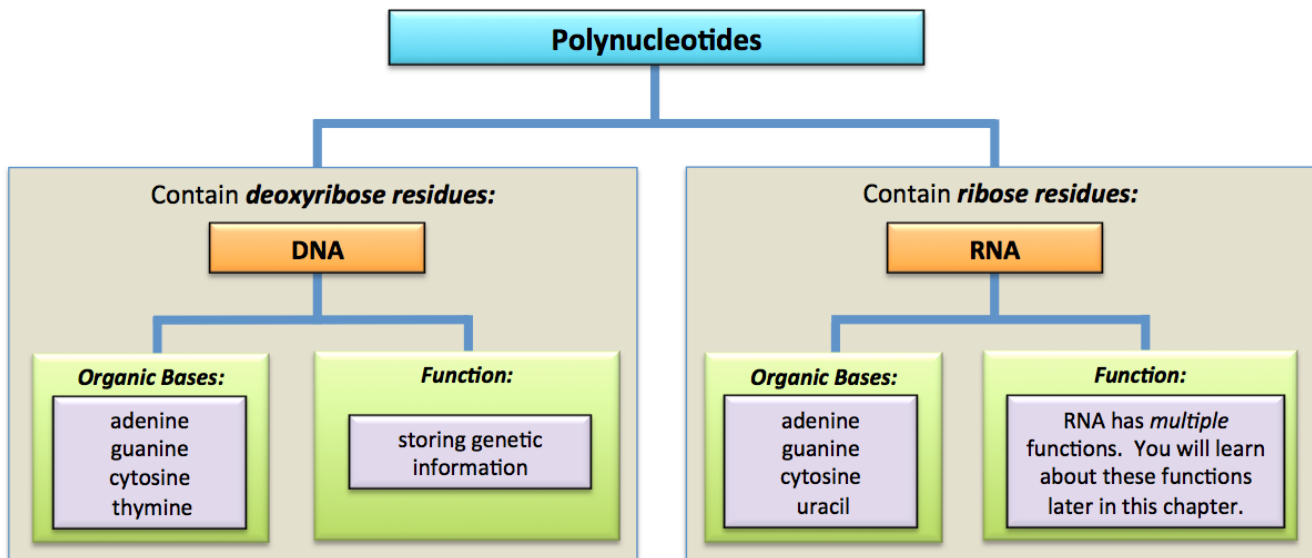 Polynucleotides
Contain deoxyribose residues:
DNA
Organic Bases:
adenine
guanine
cytosine
thymine
Function:
storing genetic
information
Contain ribose residues:
RNA
Organic Bases:
adenine
guanine
cytosine
uracil
Function:
RNA has multiple
functions. You will learn
about these functions
later in this chapter.